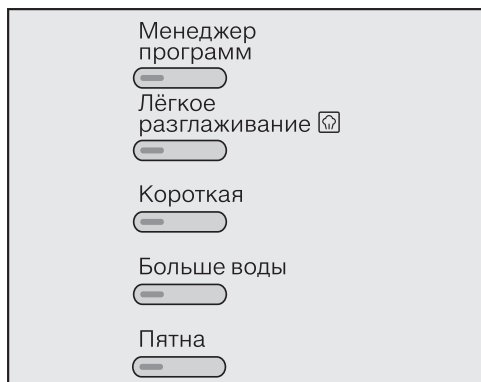 Менеджер
программ
Лёгкое
разглаживание
Короткая
Больше воды
Пятна